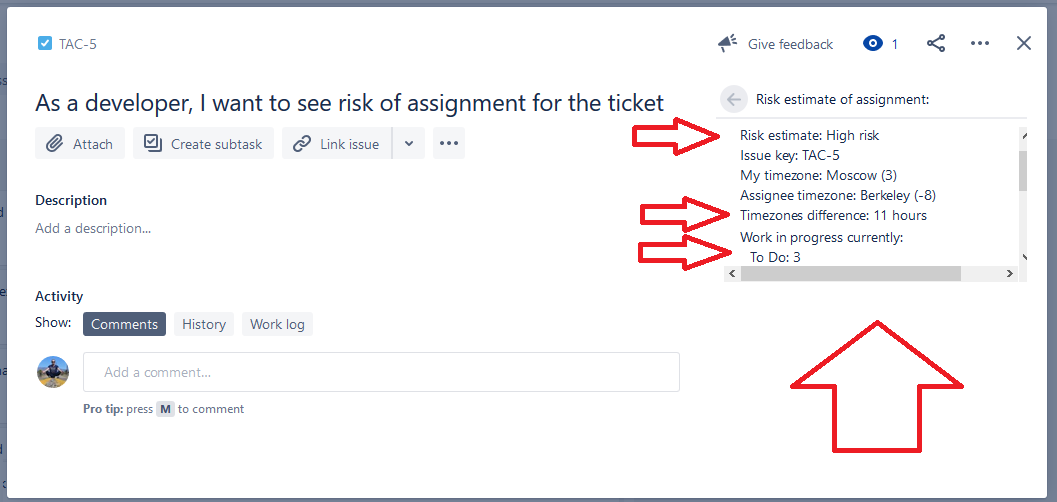 TAC-5
Give feedback
1
As a developer, I want to see risk of assignment for the ticket
Attach
Create subtask
Link issue
Description
Add a description...
Activity
Show:
Comments
History
Work log
Add a comment...
Pro tip: press M to comment
Risk estimate of assignment:
Risk estimate: High risk
Issue key: TAC-5
My timezone: Moscow (3)
Assignee timezone: Berkeley (-8)
Timezones difference: 11 hours
Work in progress currently:
To Do: 3